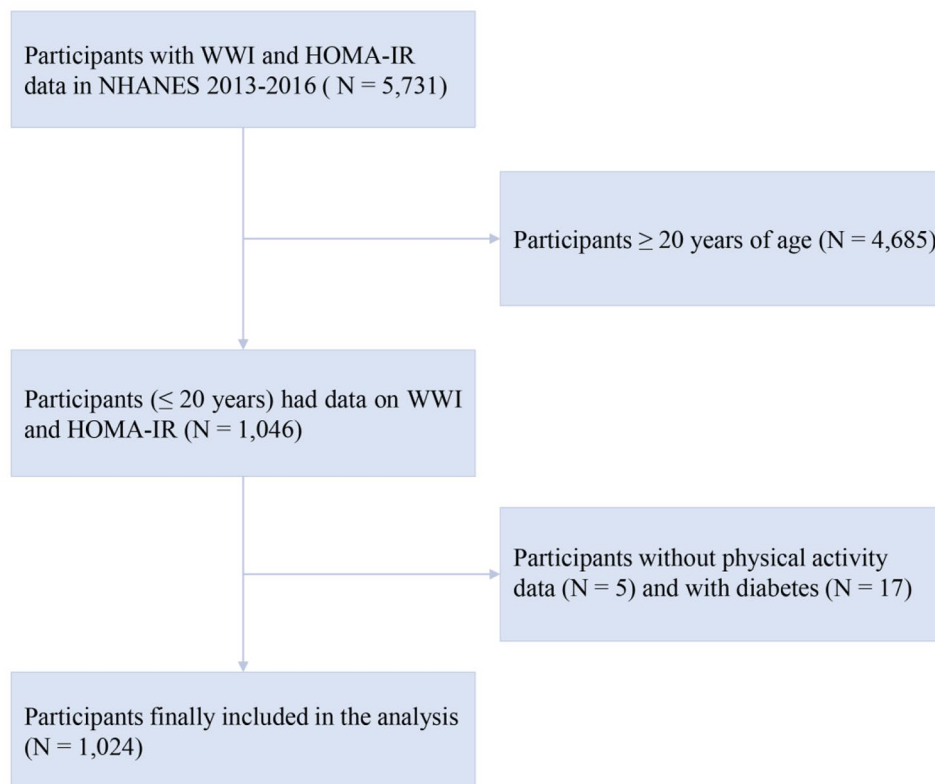 Participants with WWI and HOMA-IR
data in NHANES 2013-2016 ( N = 5,731)
Participants ≥ 20 years of age (N = 4,685)
Participants (≤ 20 years) had data on WWI
and HOMA-IR (N = 1,046)
Participants without physical activity
data (N = 5) and with diabetes (N = 17)
Participants finally included in the analysis
(N = 1,024)